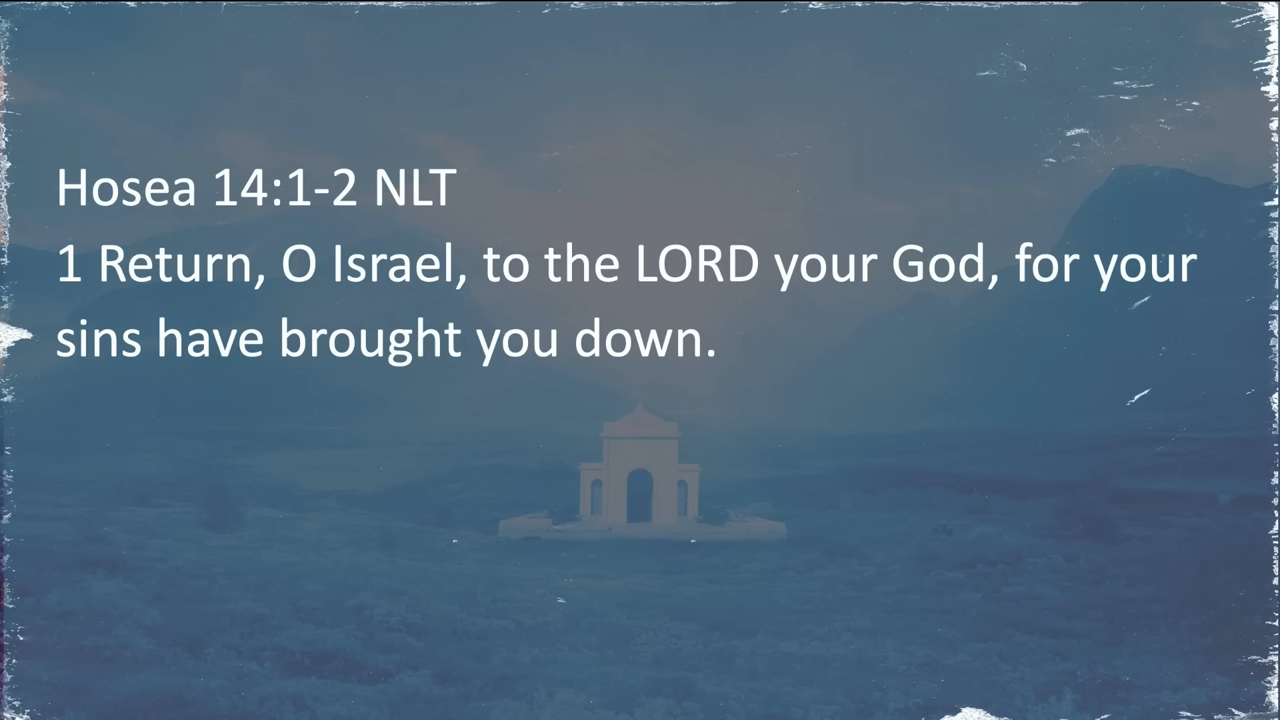 Hosea 14:1-2 NLT
1 Return, O Israel, to the LORD your God, for your
sins have brought you down.